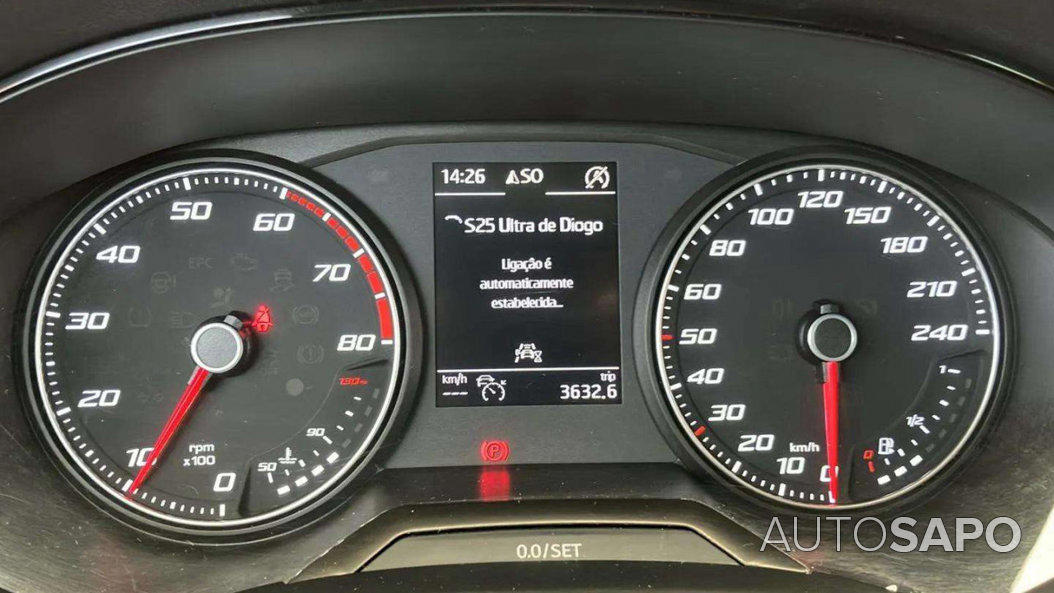 14:26 SO
S25 Ultra de Diogo
Ligação é
automaticamente
estabelecida...
km/h
---
trip
3632.6
0
10
20
30
40
50
60
70
80
rpm
x100
EPC
50
90
130
P
0
10
20
30
40
50
60
80
100
120
150
180
210
240
km/h
0
1/2
1
0.0/SET
AUTOSAPO